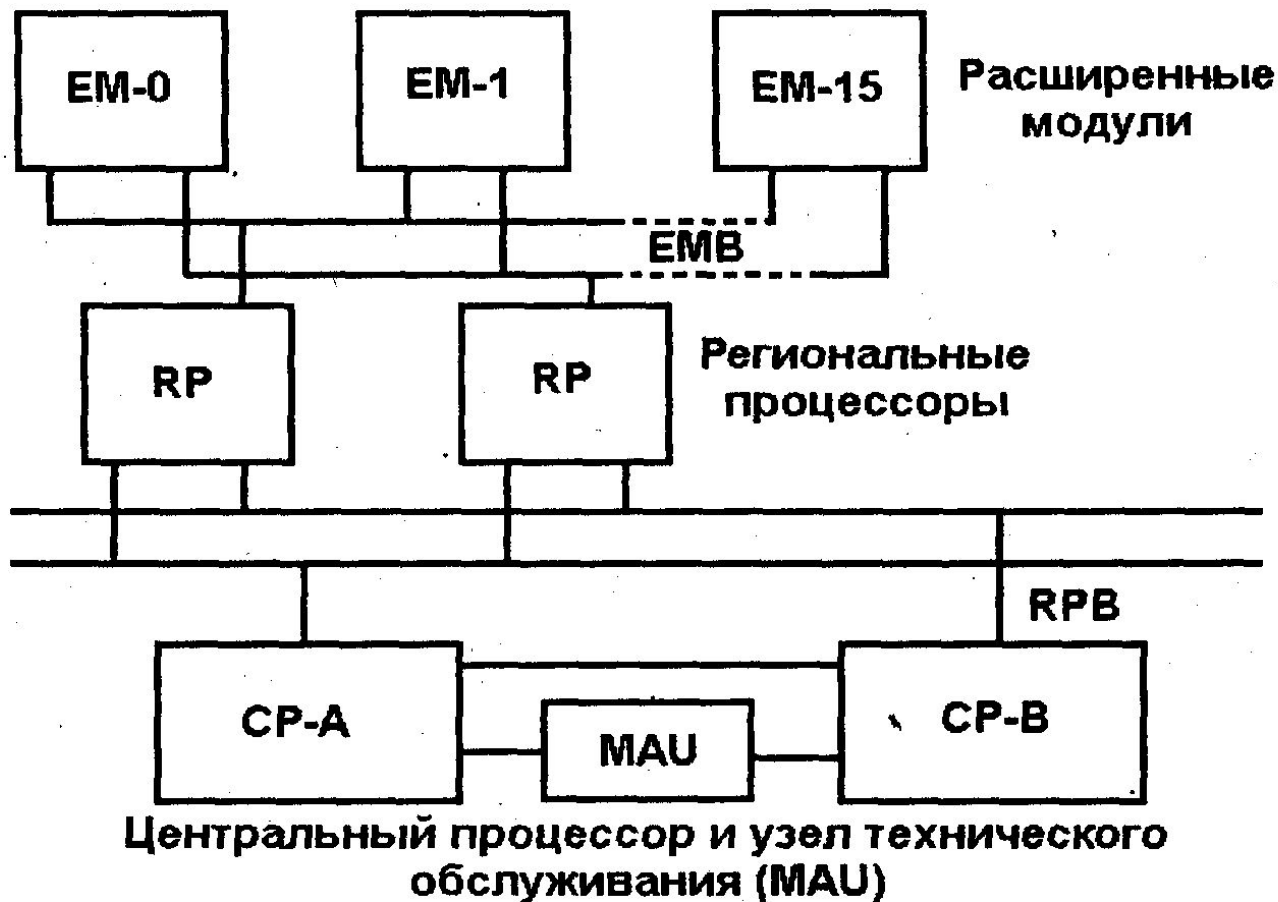 EM-0
EM-1
EM-15
Расширенные
модули
EMB
RP
RP
Региональные
процессоры
RPB
CP-A
MAU
CP-B
Центральный процессор и узел технического
обслуживания (MAU)